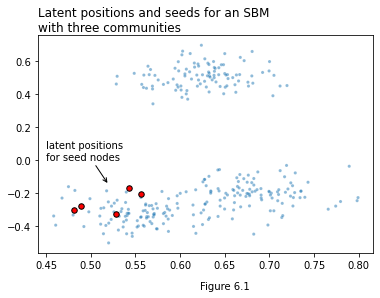 Latent positions and seeds for an SBM
with three communities
0.6
0.4
0.2
0.0
−0.2
−0.4
latent positions
for seed nodes
0.45 0.50 0.55 0.60 0.65 0.70 0.75 0.80
Figure 6.1